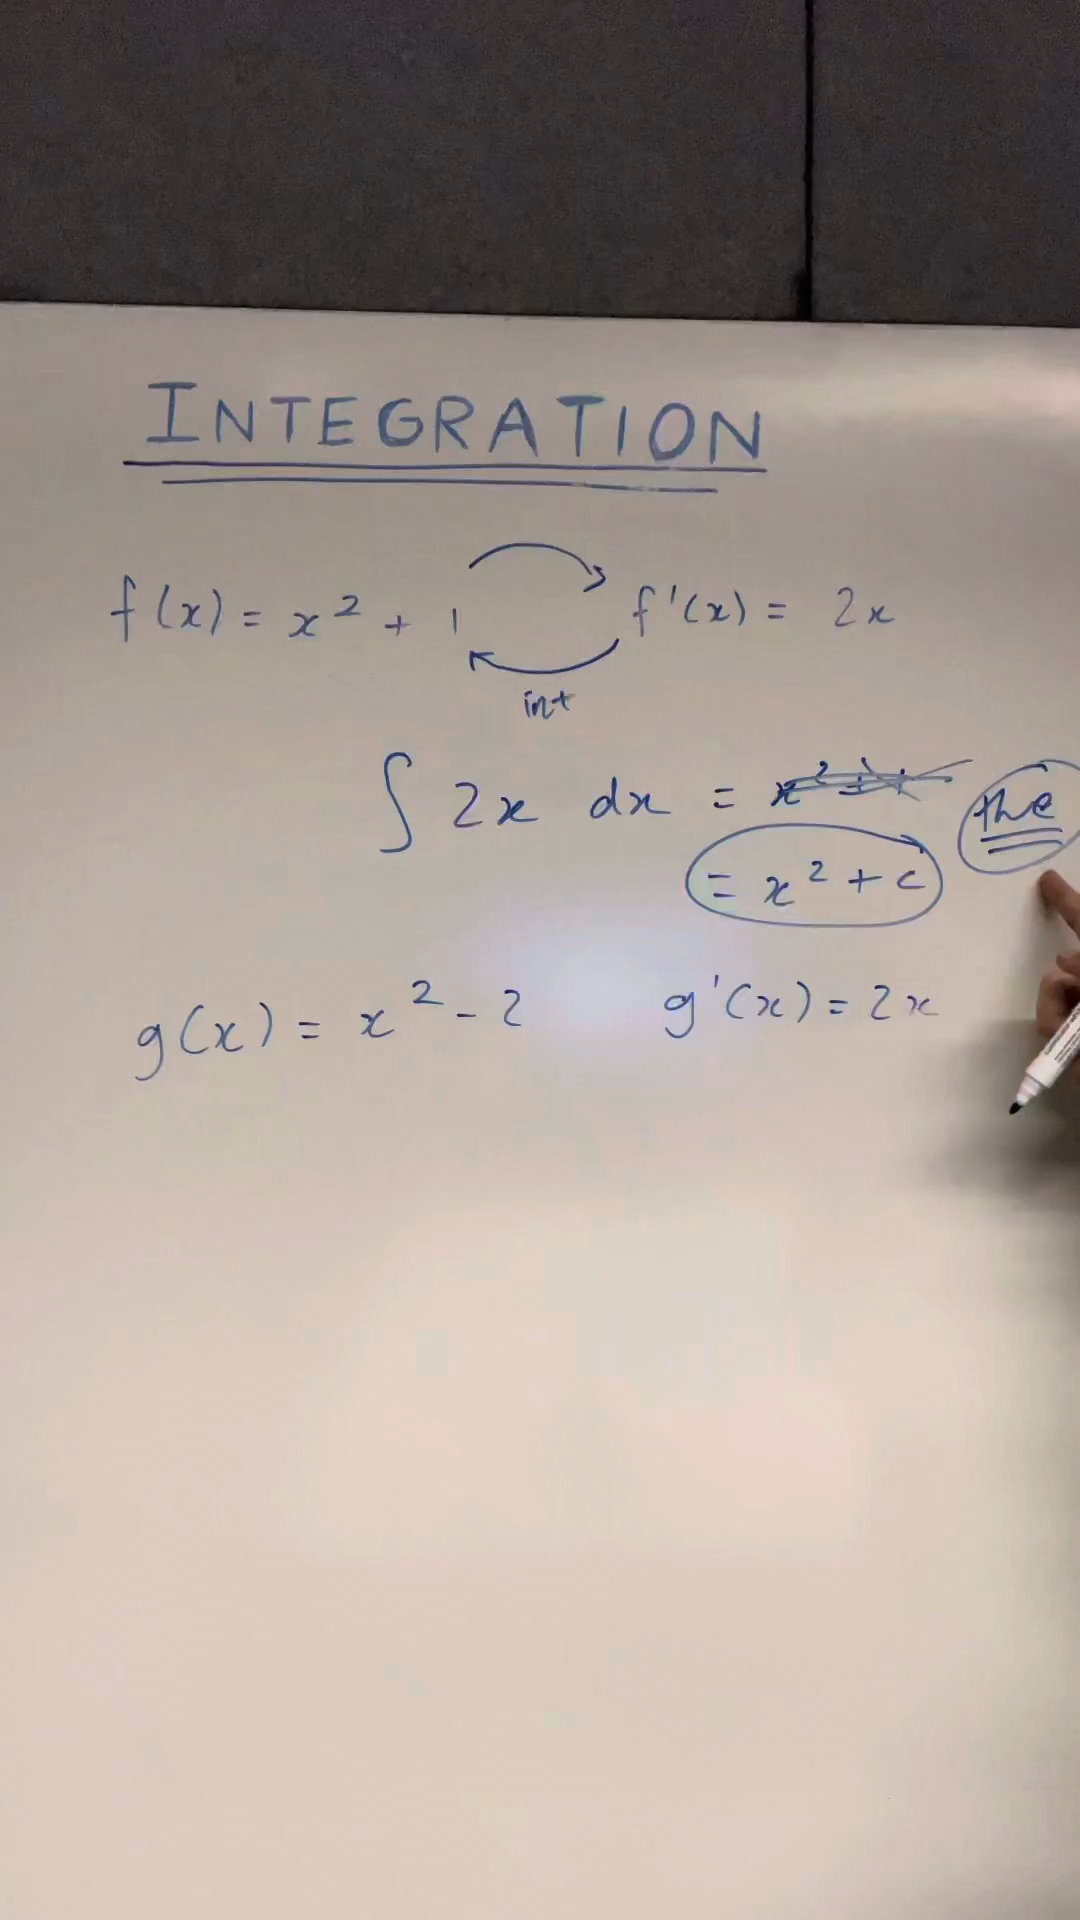 INTEGRATION
f(x) = x² + 1 f'(x) = 2x
int
∫ 2x dx = x² + 1 the
= x² + c
g(x) = x² - 2 g'(x) = 2x